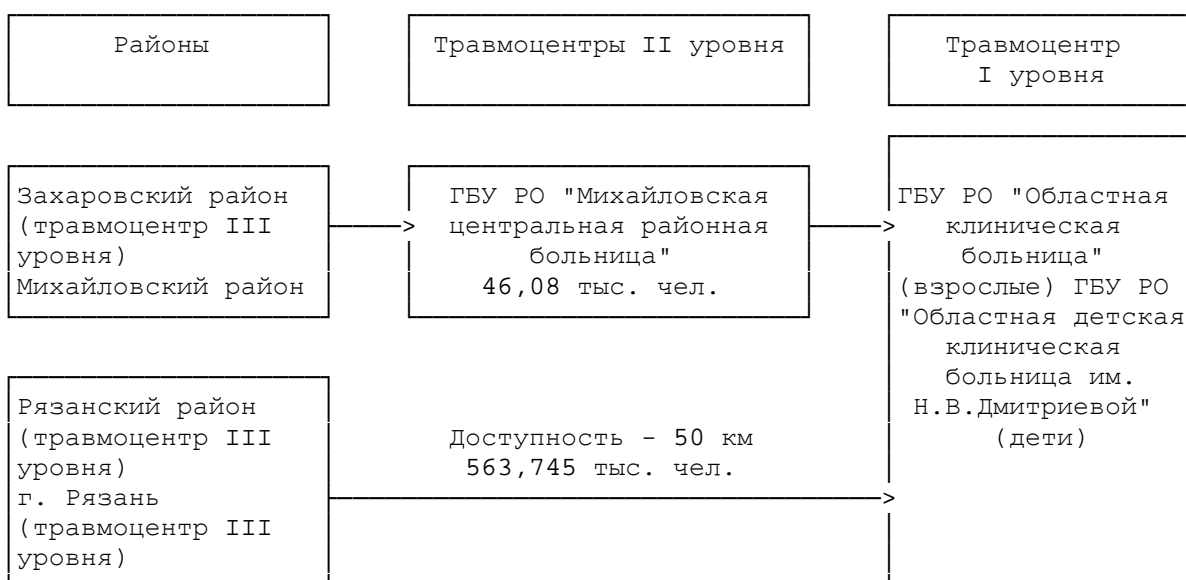 Районы
Травмоцентры II уровня
Травмоцентр
I уровня
Захаровский район
(травмоцентр III
уровня)
Михайловский район
ГБУ РО "Михайловская
центральная районная
больница"
46,08 тыс. чел.
ГБУ РО "Областная
клиническая
больница"
(взрослые) ГБУ РО
"Областная детская
клиническая
больница им.
Н.В.Дмитриевой"
(дети)
Рязанский район
(травмоцентр III
уровня)
г. Рязань
(травмоцентр III
уровня)
Доступность - 50 км
563,745 тыс. чел.